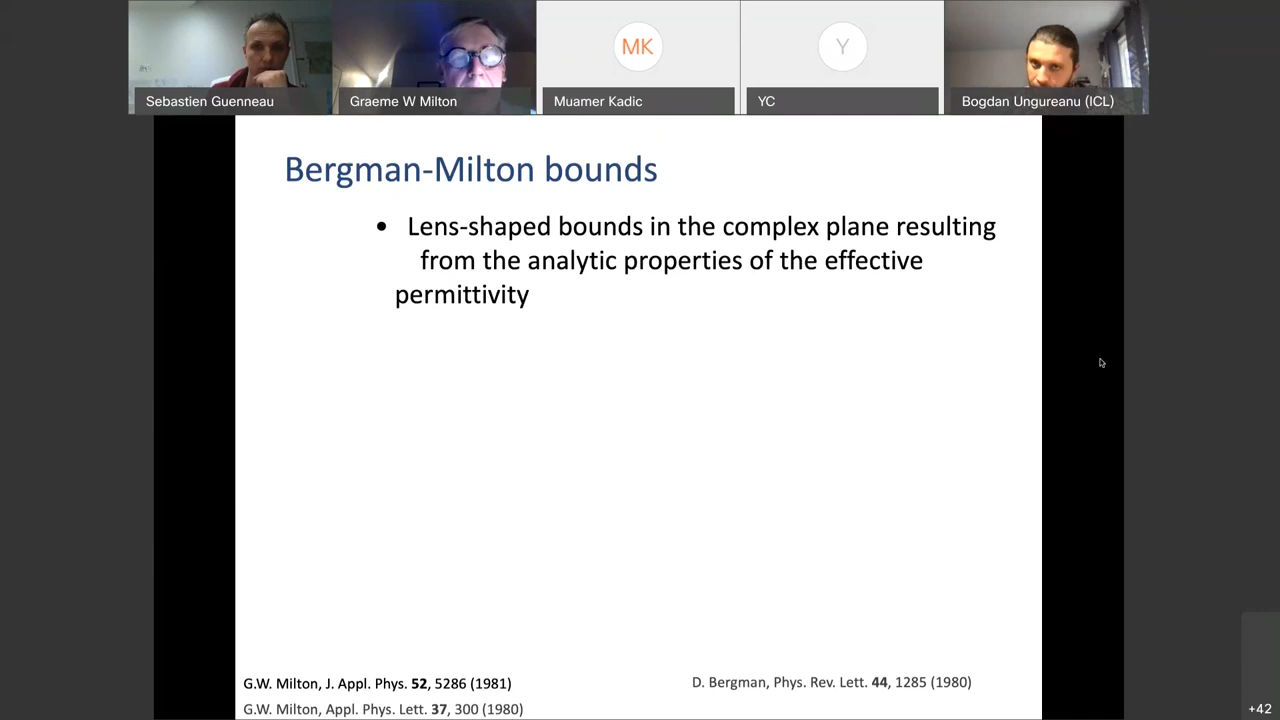 MK
Y
Sebastien Guenneau
Graeme W Milton
Muamer Kadic
YC
Bogdan Ungureanu (ICL)
Bergman-Milton bounds
• Lens-shaped bounds in the complex plane resulting
from the analytic properties of the effective
permittivity
G.W. Milton, J. Appl. Phys. 52, 5286 (1981)
D. Bergman, Phys. Rev. Lett. 44, 1285 (1980)
G.W. Milton, Appl. Phys. Lett. 37, 300 (1980)
+42